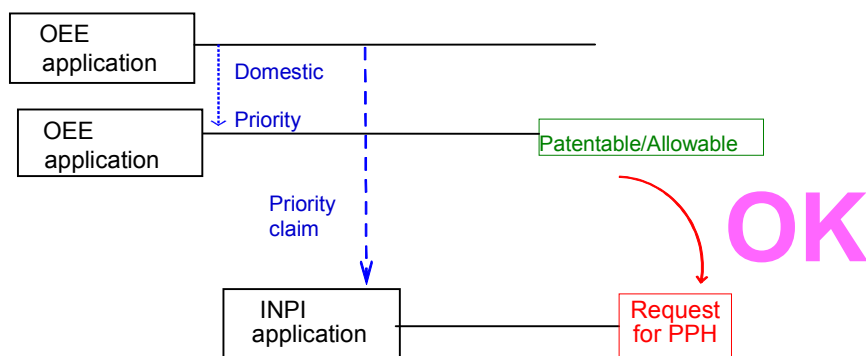 OEE
application
Domestic
Priority
OEE
application
Patentable/Allowable
Priority
claim
OK
INPI
application
Request
for PPH